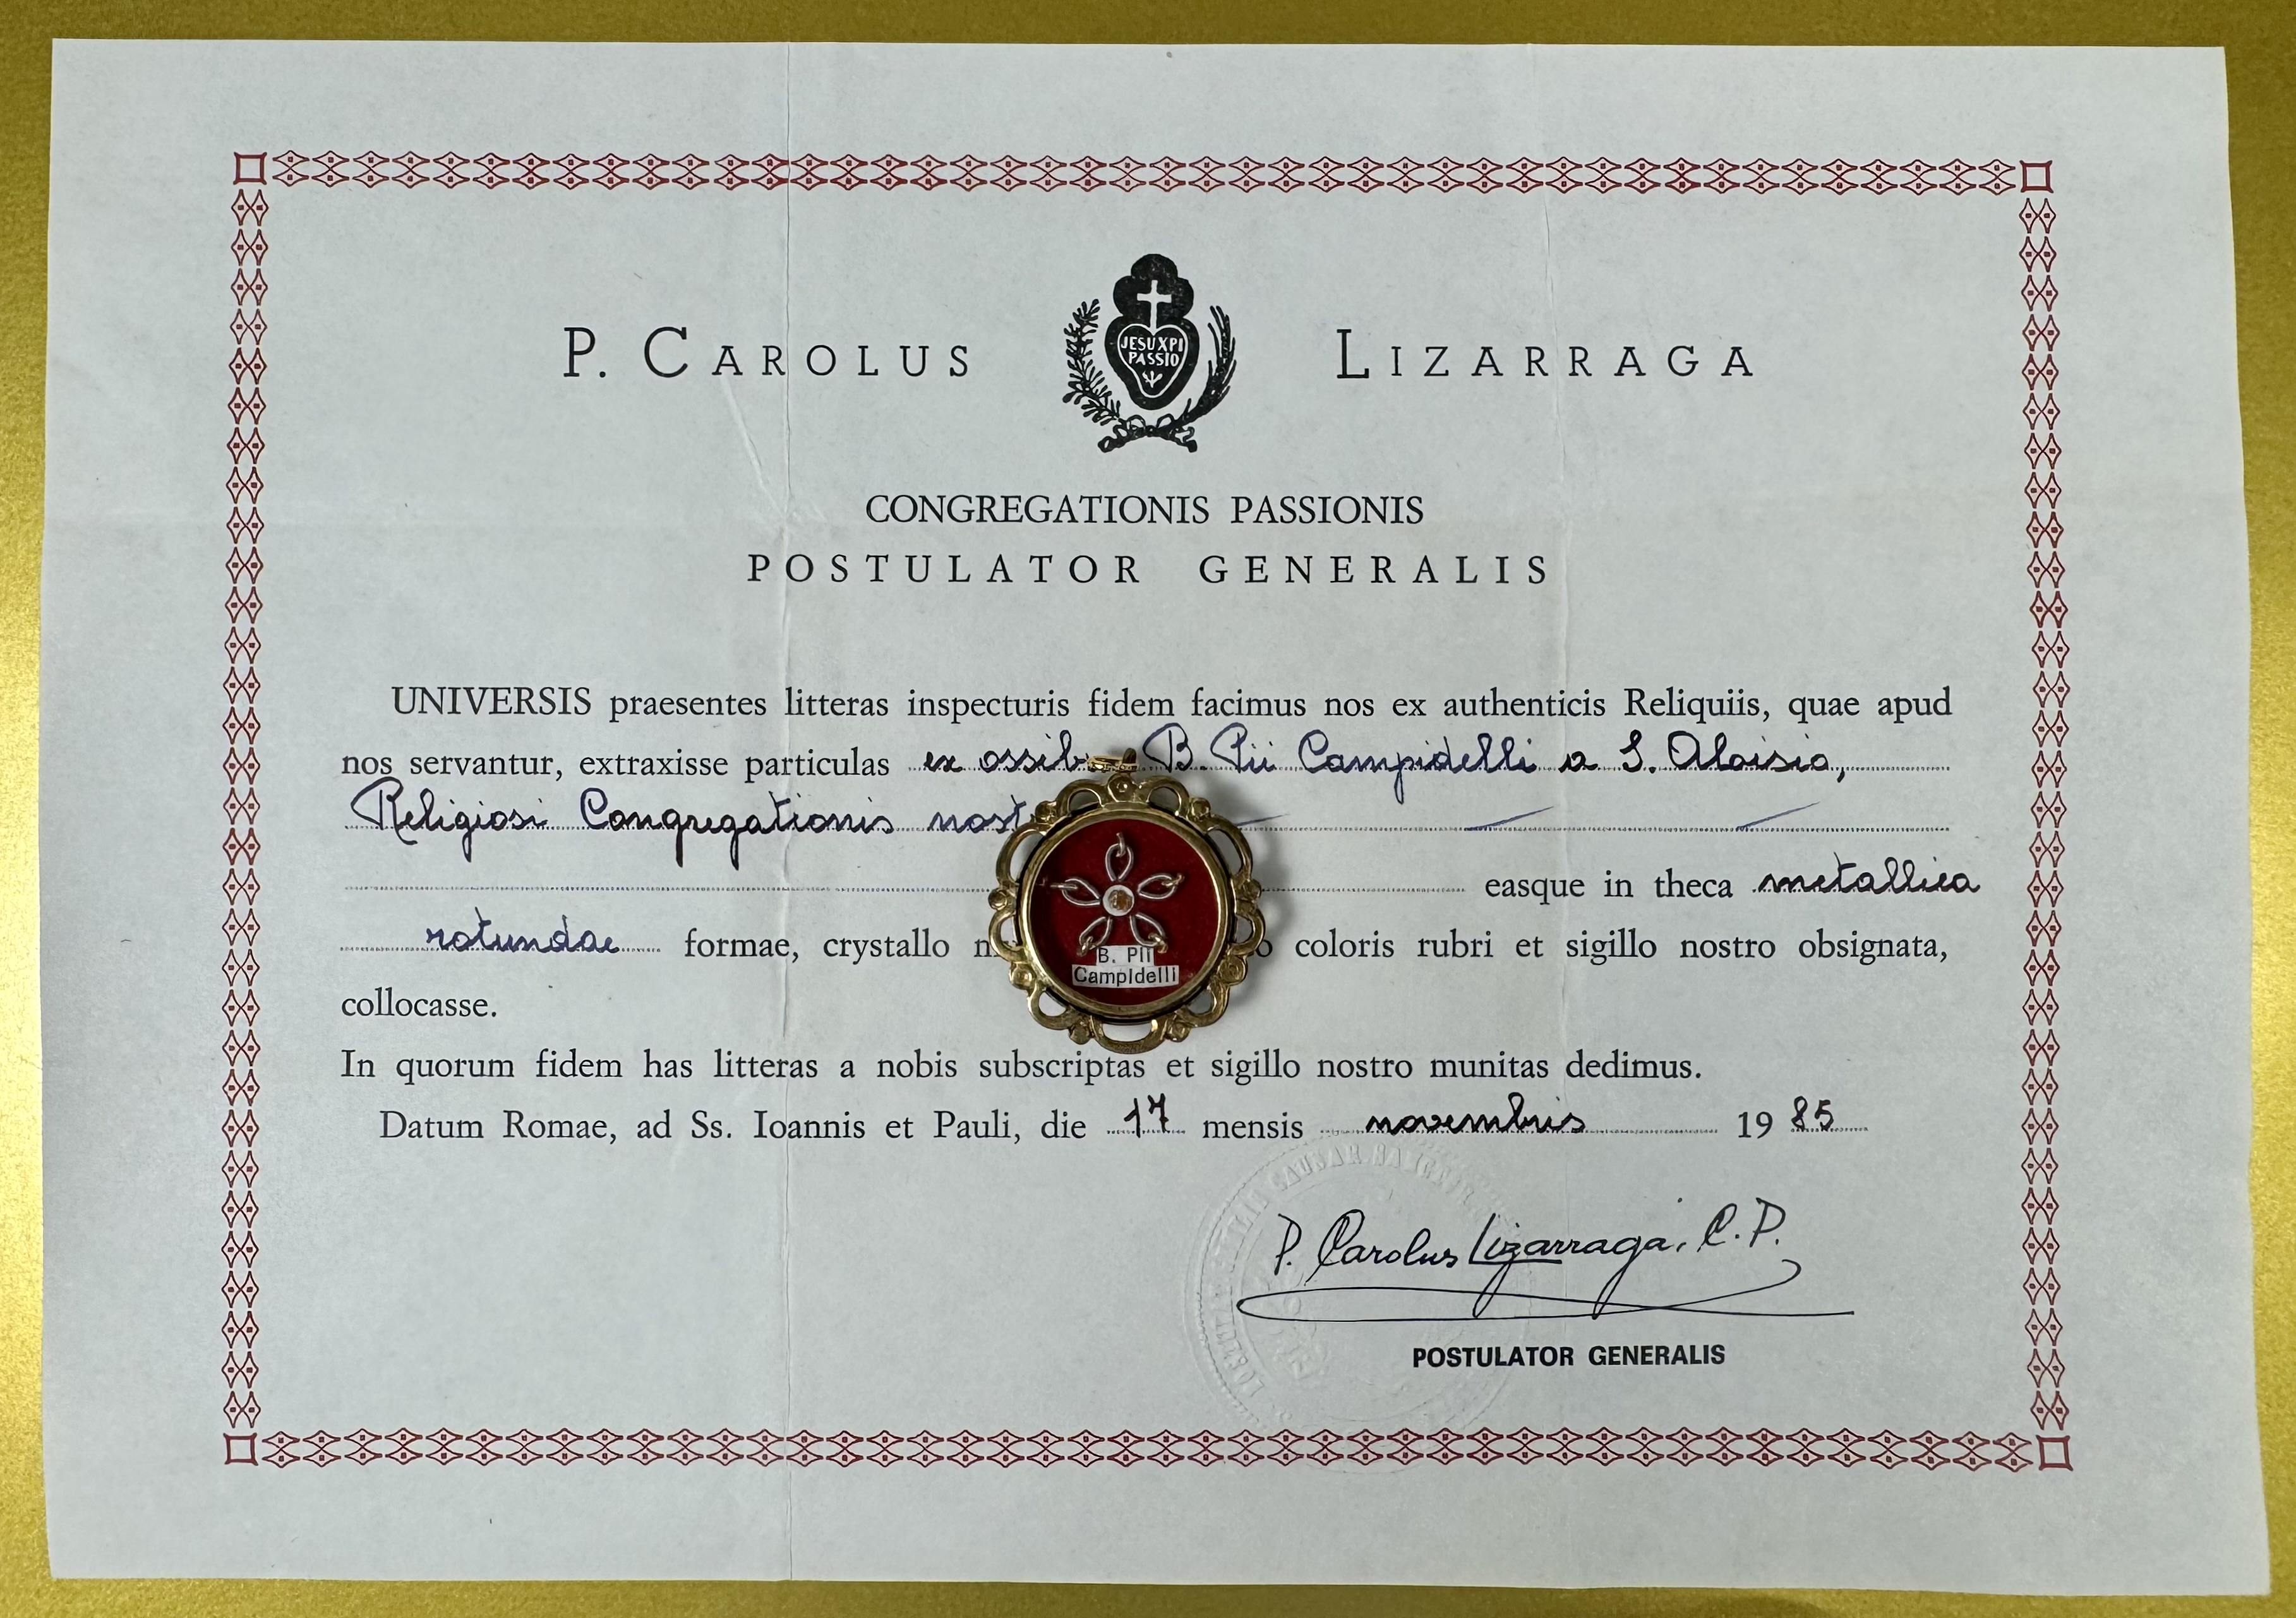 P. CAROLUS LIZARRAGA
JESU XPI
PASSIO
CONGREGATIONIS PASSIONIS
POSTULATOR GENERALIS
UNIVERSIS praesentes litteras inspecturis fidem facimus nos ex authenticis Reliquiis, quae apud
nos servantur, extraxisse particulas ex B. Pii Campidelli a S. Aloisio,
Religiosi Congregationis
easque in theca metallica
rotundae formae, crystallo coloris rubri et sigillo nostro obsignata,
B. PII
Campidelli
collocasse.
In quorum fidem has litteras a nobis subscriptas et sigillo nostro munitas dedimus.
Datum Romae, ad Ss. Ioannis et Pauli, die 17 mensis novembris 1985
P. Carolus Lizarraga, C.P.
POSTULATOR GENERALIS